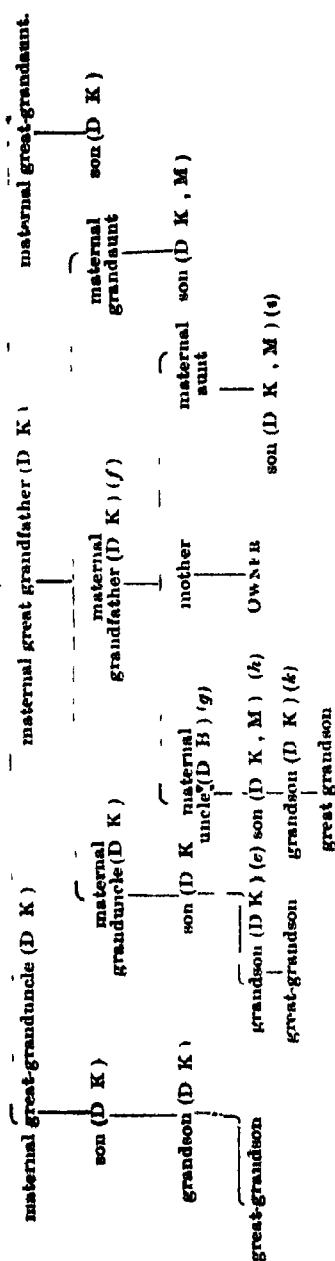 maternal great-granduncle (D K)
maternal great grandfather (D K)
maternal great-grandaunt.
son (D K)
maternal granduncle (D K)
maternal grandfather (D K) (f)
maternal grandaunt
son (D K)
grandson (D K)
son (D K
maternal uncle (D B) (g)
mother
maternal aunt
son (D K, M)
great-grandson
grandson (D K) (e)
son (D K, M) (h)
OWNER
son (D K, M) (s)
great-grandson
grandson (D K) (k)
great grandson